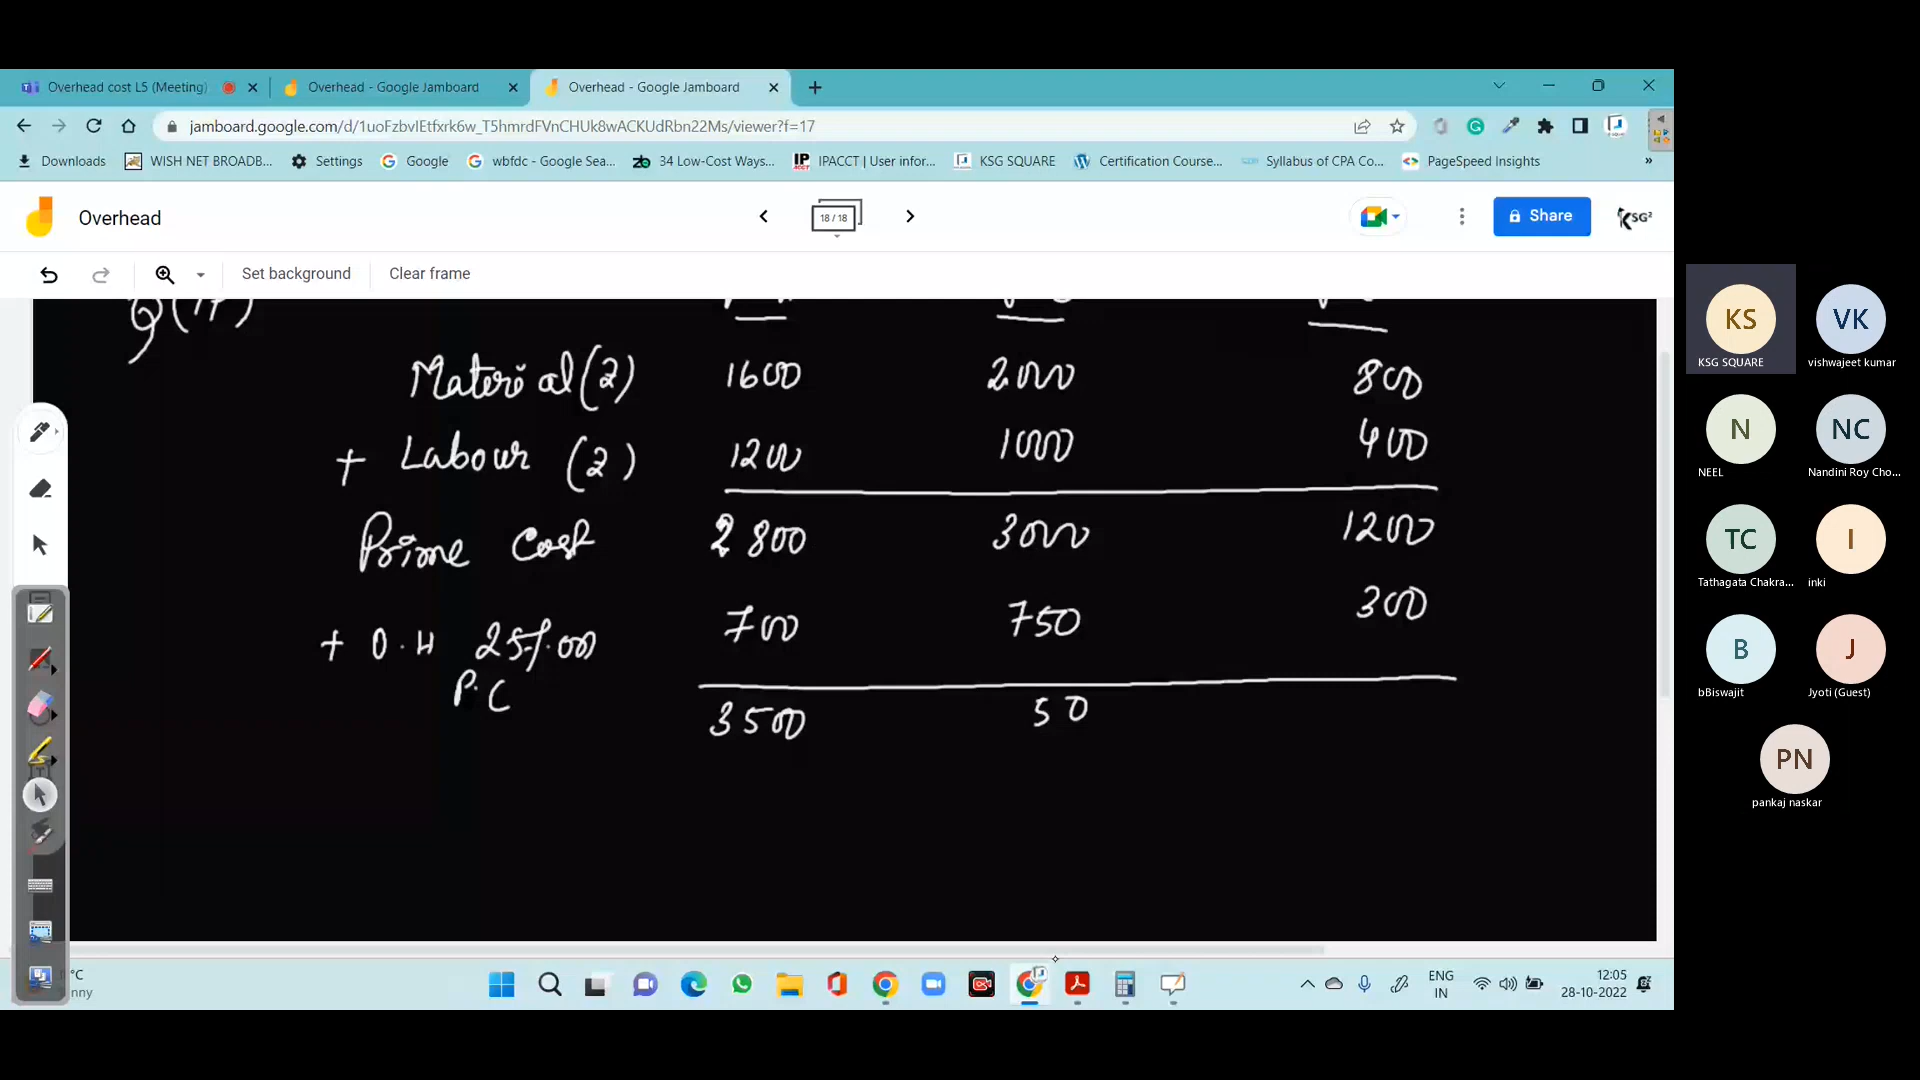 Overhead cost L5 (Meeting) Overhead - Google Jamboard Overhead - Google Jamboard
jamboard.google.com/d/1uoFzbvIEtfxrk6w_T5hmrdFVnCHUk8wACKUdRbn22Ms/viewer?f=17
Downloads WISH NET BROADB... Settings Google wbfdc - Google Sea... 34 Low-Cost Ways... IPACCT | User infor... KSG SQUARE Certification Course... Syllabus of CPA Co... PageSpeed Insights »
Overhead 18 / 18 Share KSG²
Set background Clear frame
Material (2) 1600 2000 800
+ Labour (2) 1200 1000 400
Prime Cost 2800 3000 1200
+ O.H 25% on 700 750 300
P.C
3500 50
KS VK
KSG SQUARE vishwajeet kumar
N NC
NEEL Nandini Roy Cho...
TC I
Tathagata Chakra... inki
B J
bBiswajit Jyoti (Guest)
PN
pankaj naskar
°C
nny
ENG
IN
12:05
28-10-2022